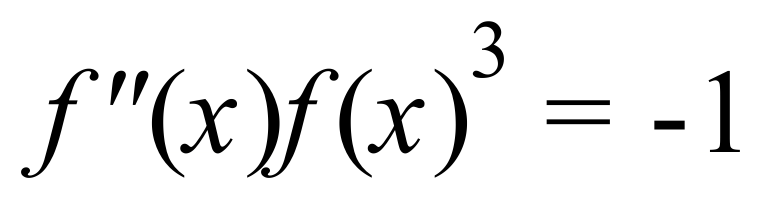 f″(x)f(x)³ = -1